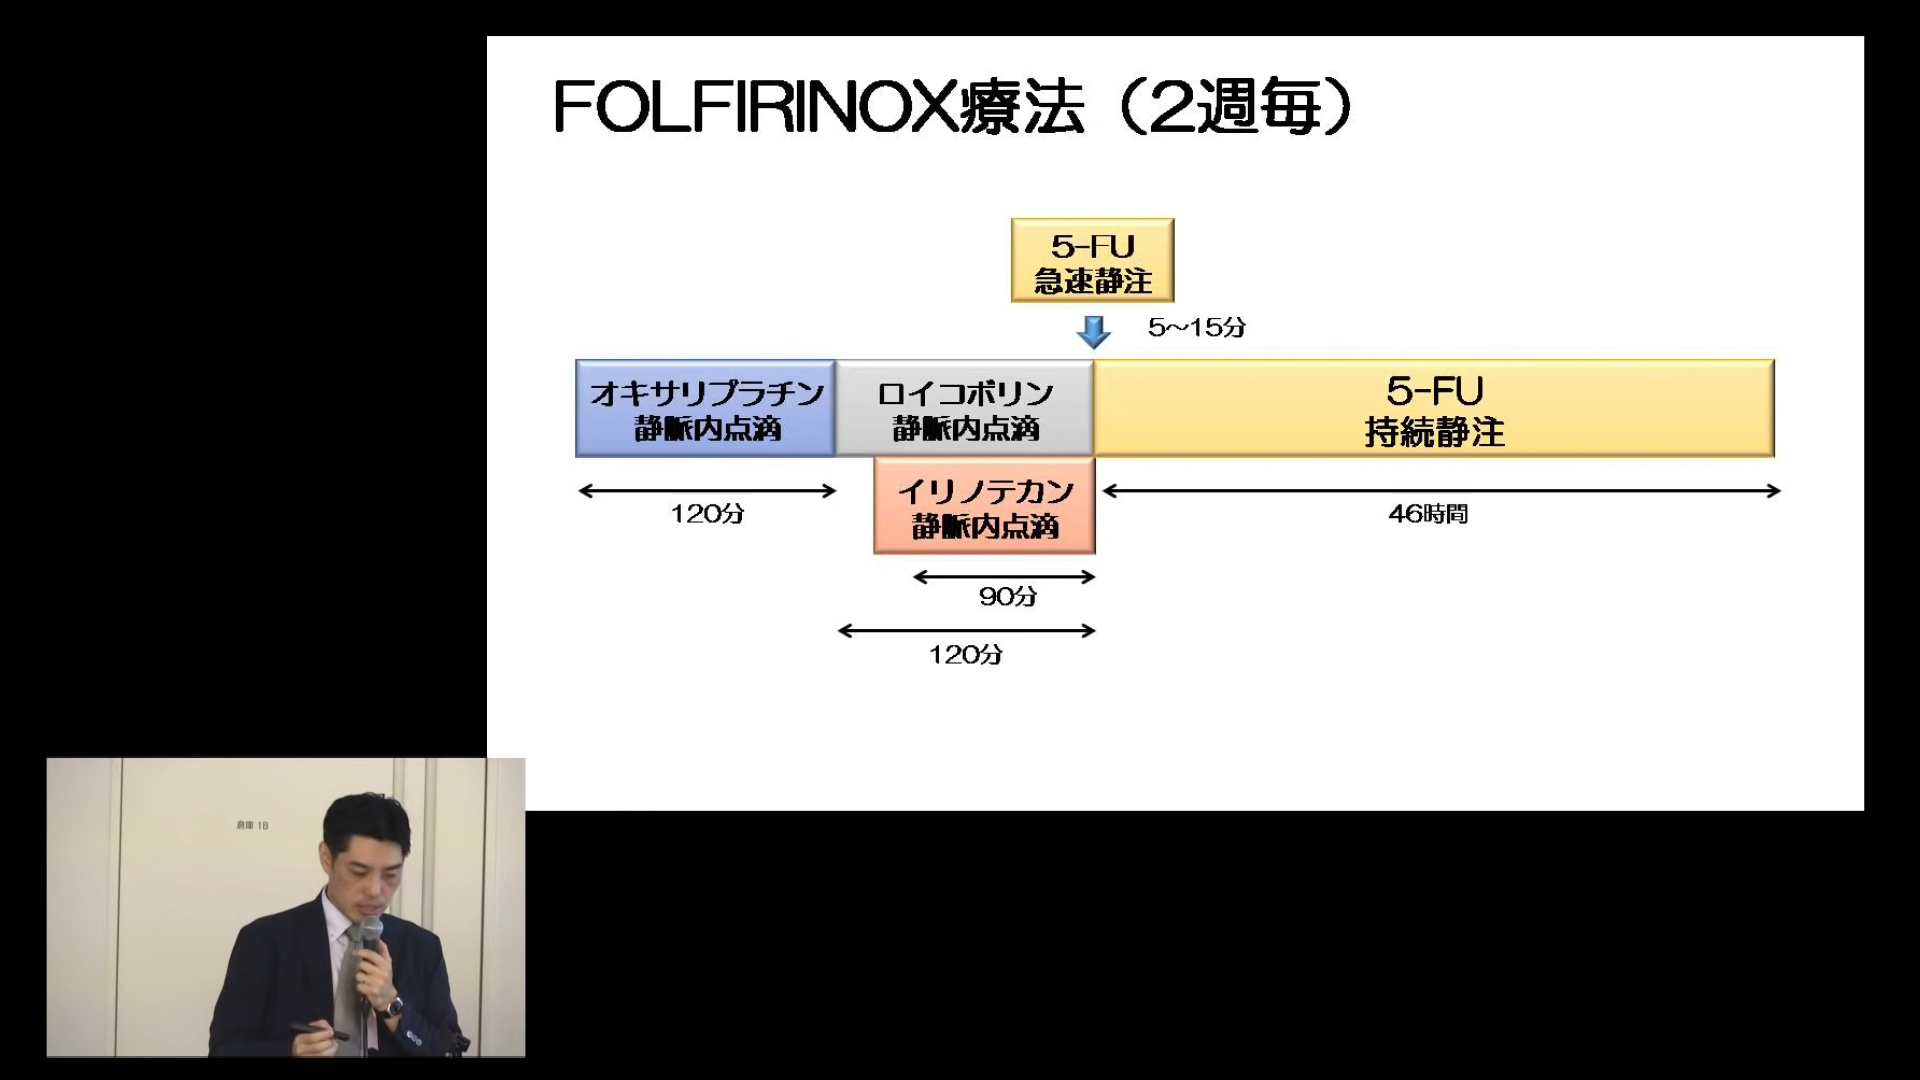 FOLFIRINOX療法（2週毎）
5-FU
急速静注
5～15分
オキサリプラチン
静脈内点滴
ロイコボリン
静脈内点滴
5-FU
持続静注
イリノテカン
静脈内点滴
120分
46時間
90分
120分
倉庫 1B